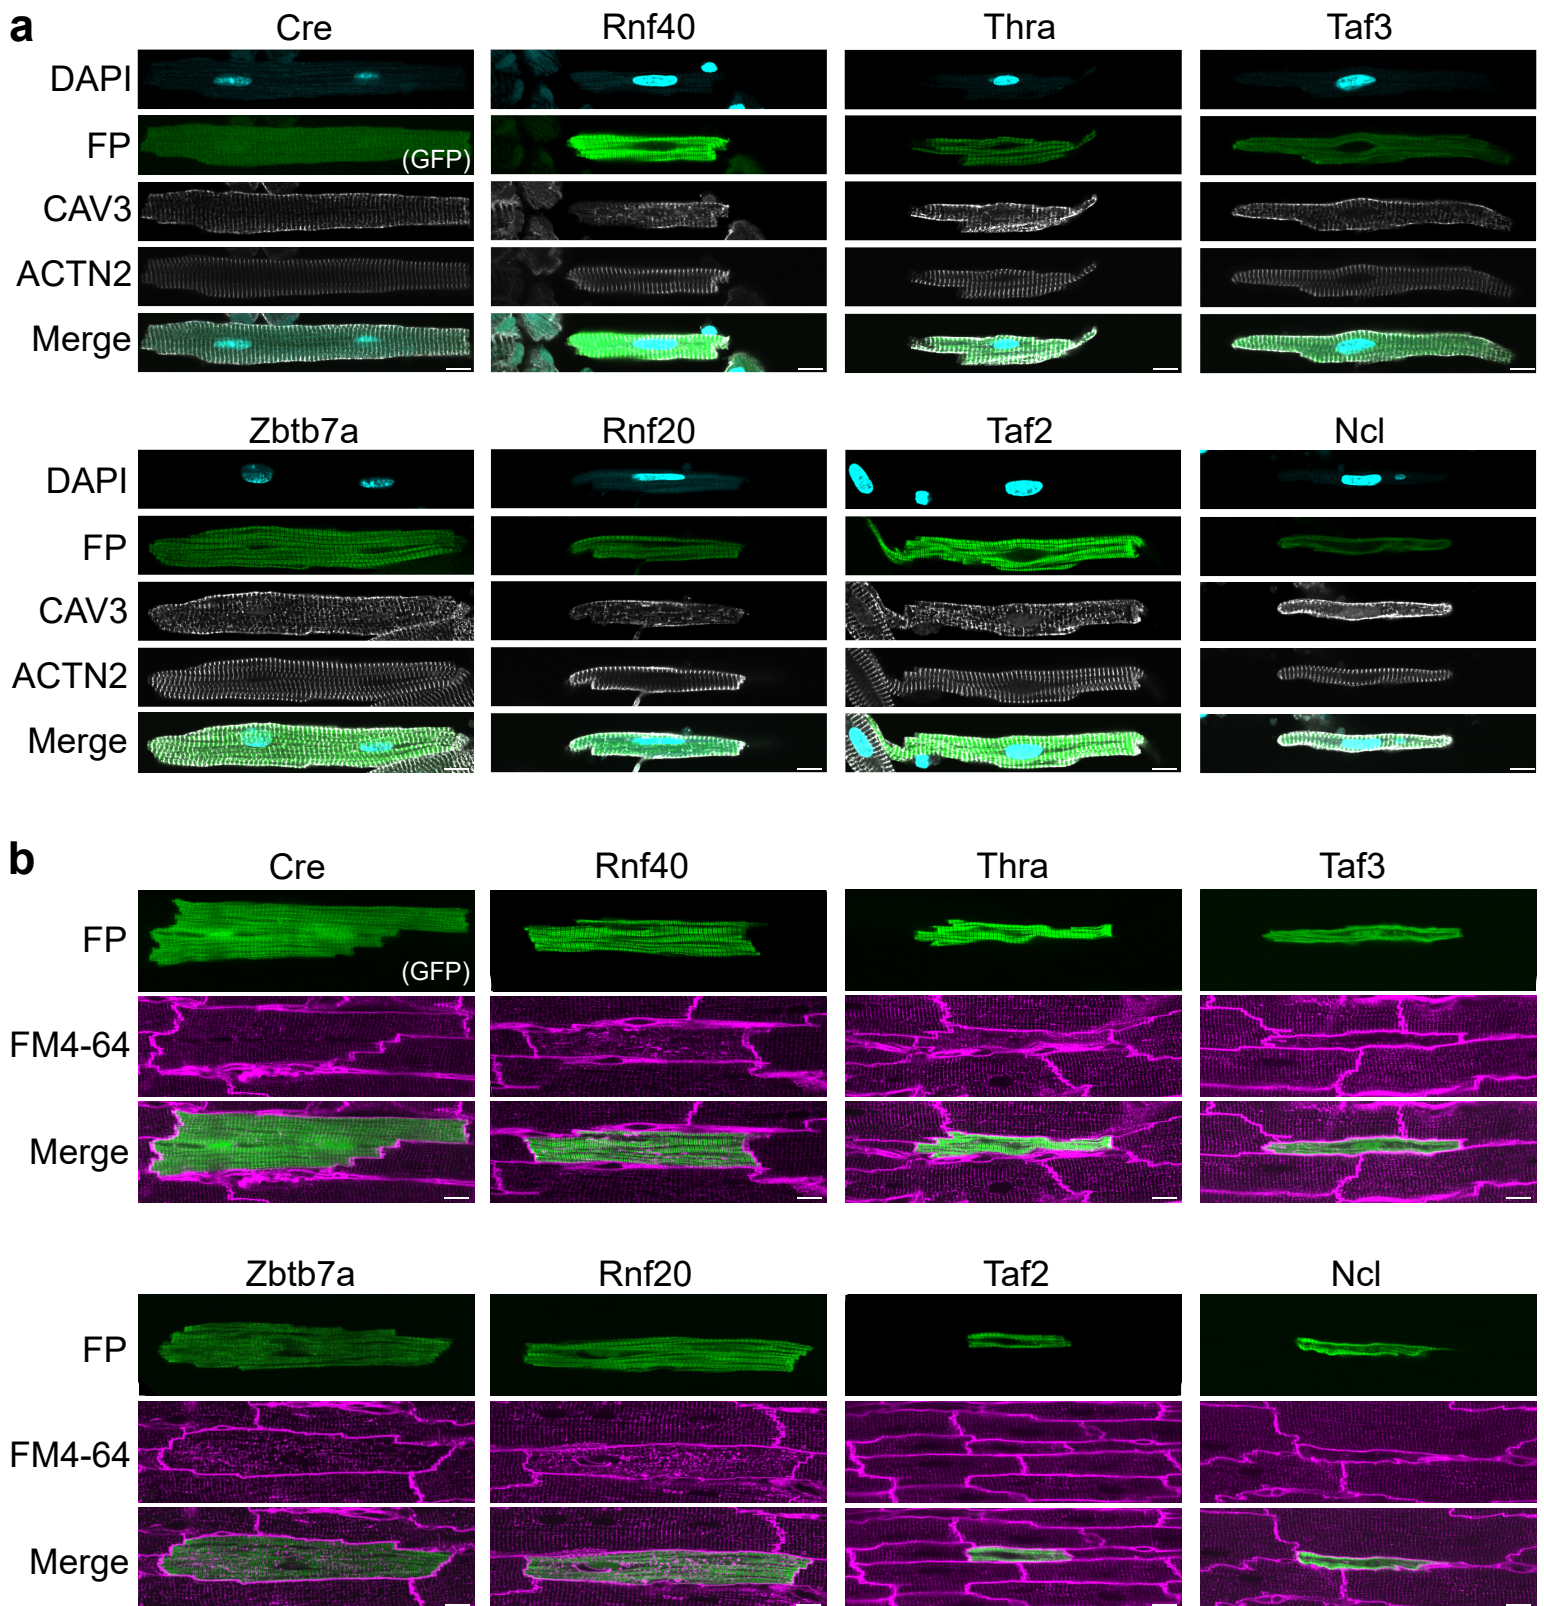 a
Cre Rnf40 Thra Taf3
DAPI
FP
(GFP)
CAV3
ACTN2
Merge
Zbtb7a Rnf20 Taf2 Ncl
DAPI
FP
CAV3
ACTN2
Merge
b
Cre Rnf40 Thra Taf3
FP
(GFP)
FM4-64
Merge
Zbtb7a Rnf20 Taf2 Ncl
FP
FM4-64
Merge